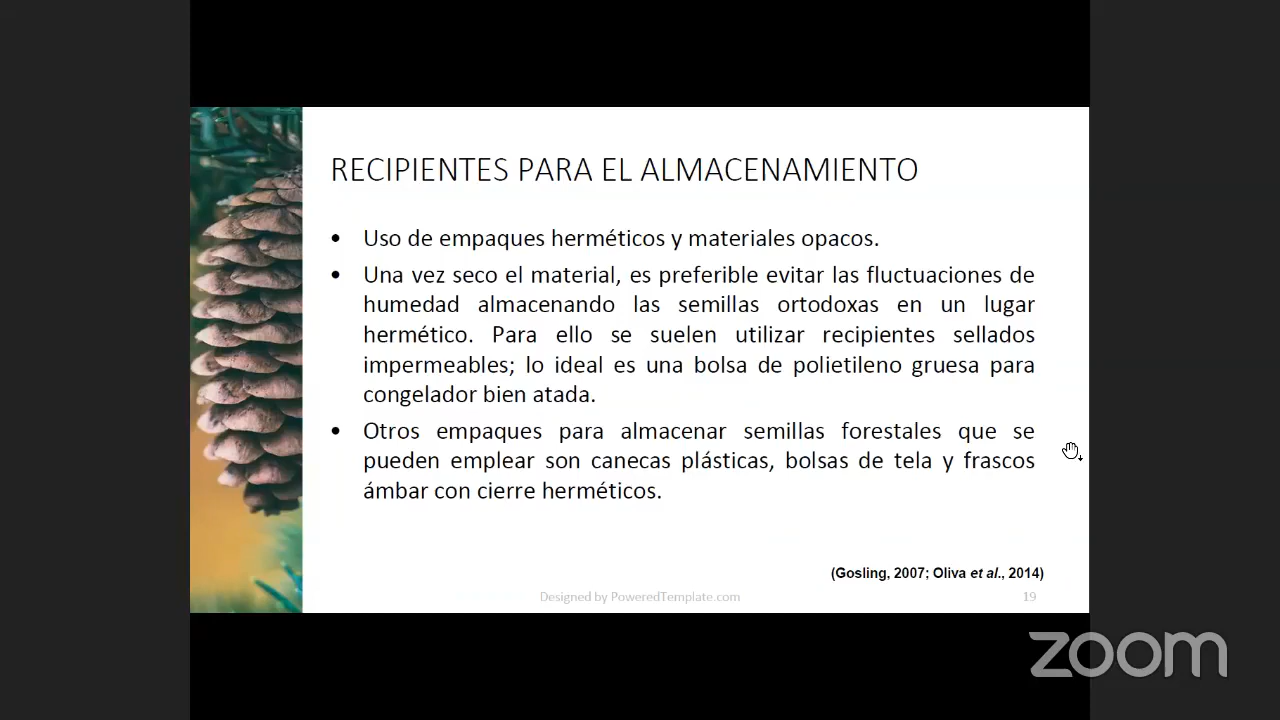 RECIPIENTES PARA EL ALMACENAMIENTO
• Uso de empaques herméticos y materiales opacos.
• Una vez seco el material, es preferible evitar las fluctuaciones de
humedad almacenando las semillas ortodoxas en un lugar
hermético. Para ello se suelen utilizar recipientes sellados
impermeables; lo ideal es una bolsa de polietileno gruesa para
congelador bien atada.
• Otros empaques para almacenar semillas forestales que se
pueden emplear son canecas plásticas, bolsas de tela y frascos
ámbar con cierre herméticos.
(Gosling, 2007; Oliva et al., 2014)
Designed by PoweredTemplate.com
19
zoom